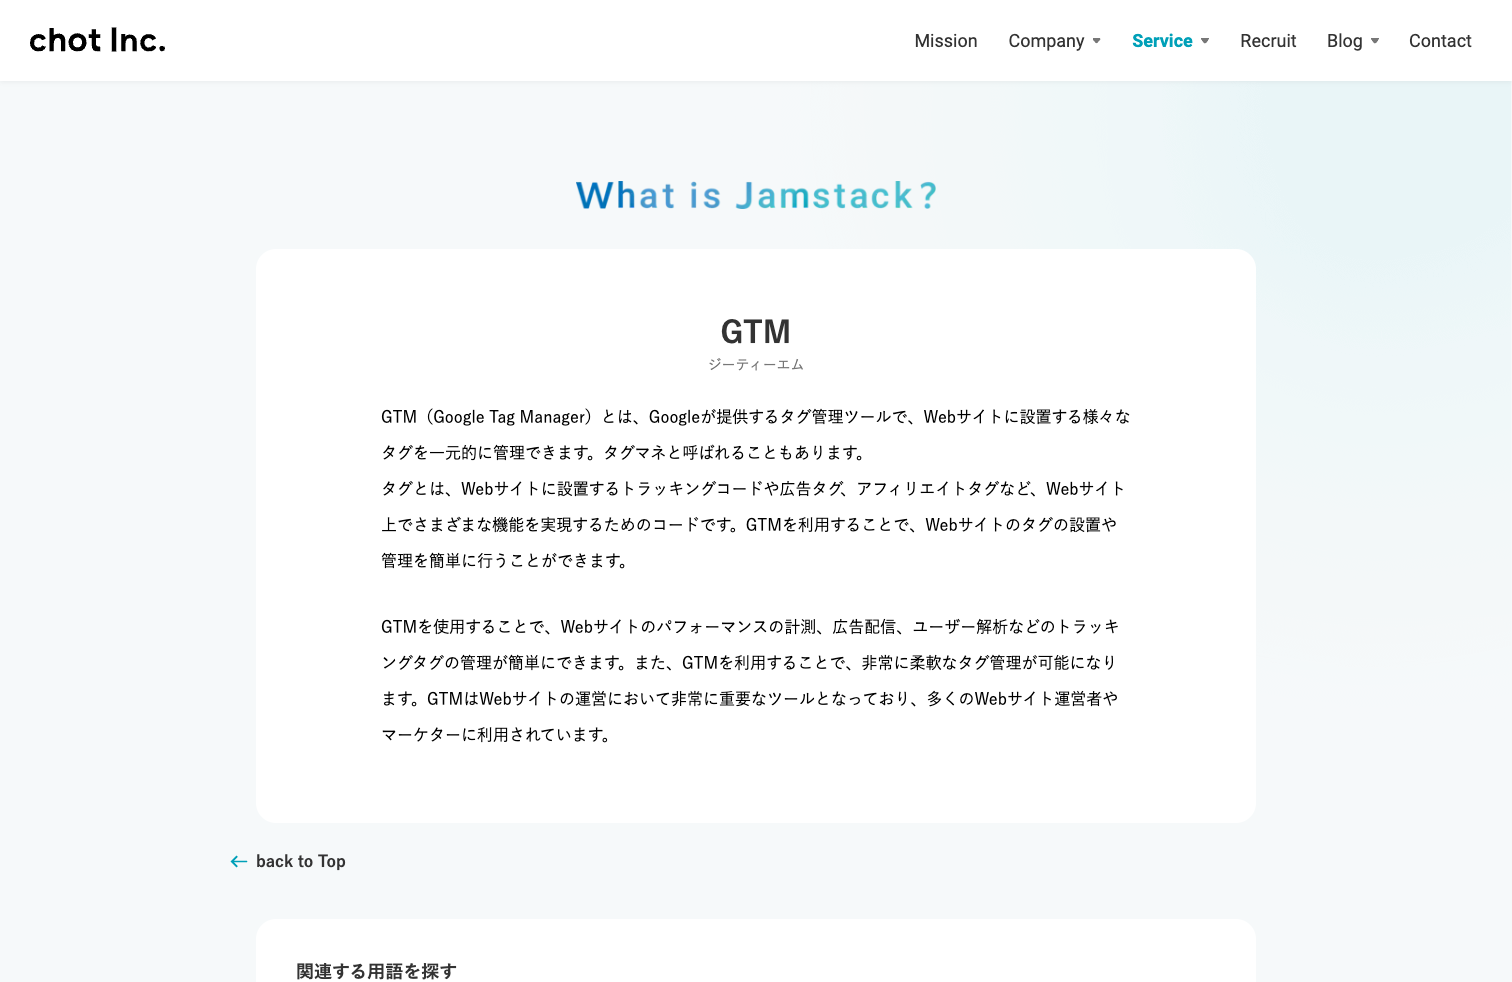 chot Inc.
Mission
Company
Service
Recruit
Blog
Contact
What is Jamstack?
GTM
ジーティーエム
GTM（Google Tag Manager）とは、Googleが提供するタグ管理ツールで、Webサイトに設置する様々な
タグを一元的に管理できます。タグマネと呼ばれることもあります。
タグとは、Webサイトに設置するトラッキングコードや広告タグ、アフィリエイトタグなど、Webサイト
上でさまざまな機能を実現するためのコードです。GTMを利用することで、Webサイトのタグの設置や
管理を簡単に行うことができます。
GTMを使用することで、Webサイトのパフォーマンスの計測、広告配信、ユーザー解析などのトラッキ
ングタグの管理が簡単にできます。また、GTMを利用することで、非常に柔軟なタグ管理が可能になり
ます。GTMはWebサイトの運営において非常に重要なツールとなっており、多くのWebサイト運営者や
マーケターに利用されています。
back to Top
関連する用語を探す